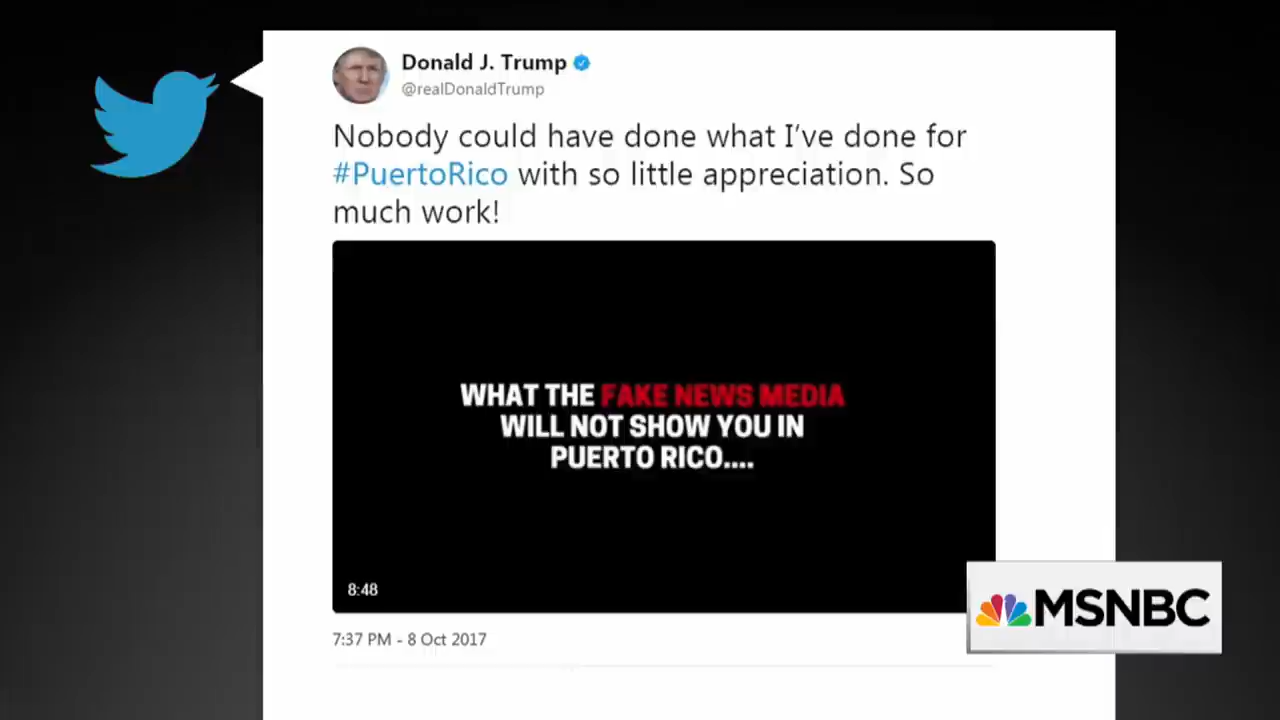 Donald J. Trump
@realDonaldTrump
Nobody could have done what I've done for
#PuertoRico with so little appreciation. So
much work!
WHAT THE FAKE NEWS MEDIA
WILL NOT SHOW YOU IN
PUERTO RICO....
8:48
MSNBC
7:37 PM - 8 Oct 2017